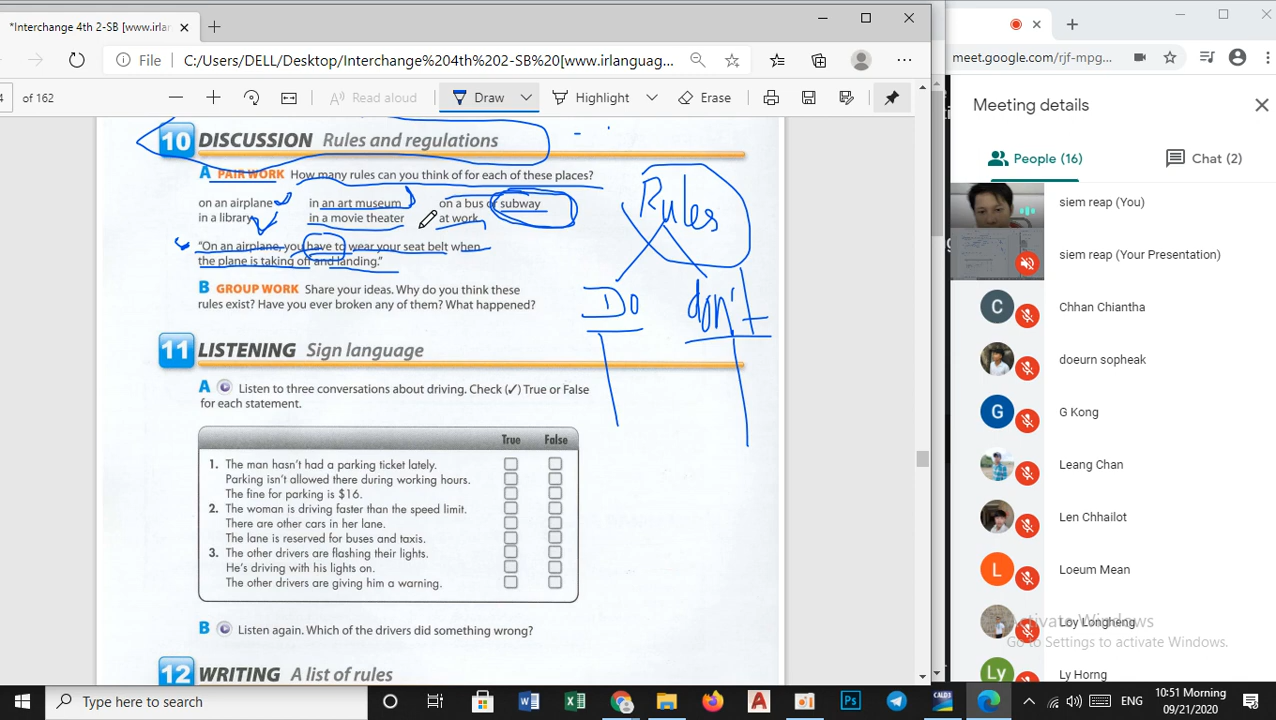 *Interchange 4th 2-SB [www.irla
File
C:/Users/DELL/Desktop/Interchange%204th%202-SB%20[www.irlanguag...
4 of 162
Read aloud
Draw
Highlight
Erase
10 DISCUSSION Rules and regulations
A PAIR WORK How many rules can you think of for each of these places?
on an airplane in an art museum on a bus or subway
in a library in a movie theater at work
"On an airplane, you have to wear your seat belt when
the plane is taking off and landing."
B GROUP WORK Share your ideas. Why do you think these
rules exist? Have you ever broken any of them? What happened?
Rules
Do don't
11 LISTENING Sign language
A Listen to three conversations about driving. Check (✓) True or False
for each statement.
True False
1. The man hasn't had a parking ticket lately.
Parking isn't allowed there during working hours.
The fine for parking is $16.
2. The woman is driving faster than the speed limit.
There are other cars in her lane.
The lane is reserved for buses and taxis.
3. The other drivers are flashing their lights.
He's driving with his lights on.
The other drivers are giving him a warning.
B Listen again. Which of the drivers did something wrong?
12 WRITING A list of rules
meet.google.com/rjf-mpg...
Meeting details
People (16)
Chat (2)
siem reap (You)
siem reap (Your Presentation)
C Chhan Chiantha
doeurn sopheak
G G Kong
Leang Chan
Len Chhailot
L Loeum Mean
Loy Longheng
Ly Ly Horng
Activate Windows
Go to Settings to activate Windows.
Type here to search
W
X
A
Ps
CALD3
ENG
10:51 Morning
09/21/2020